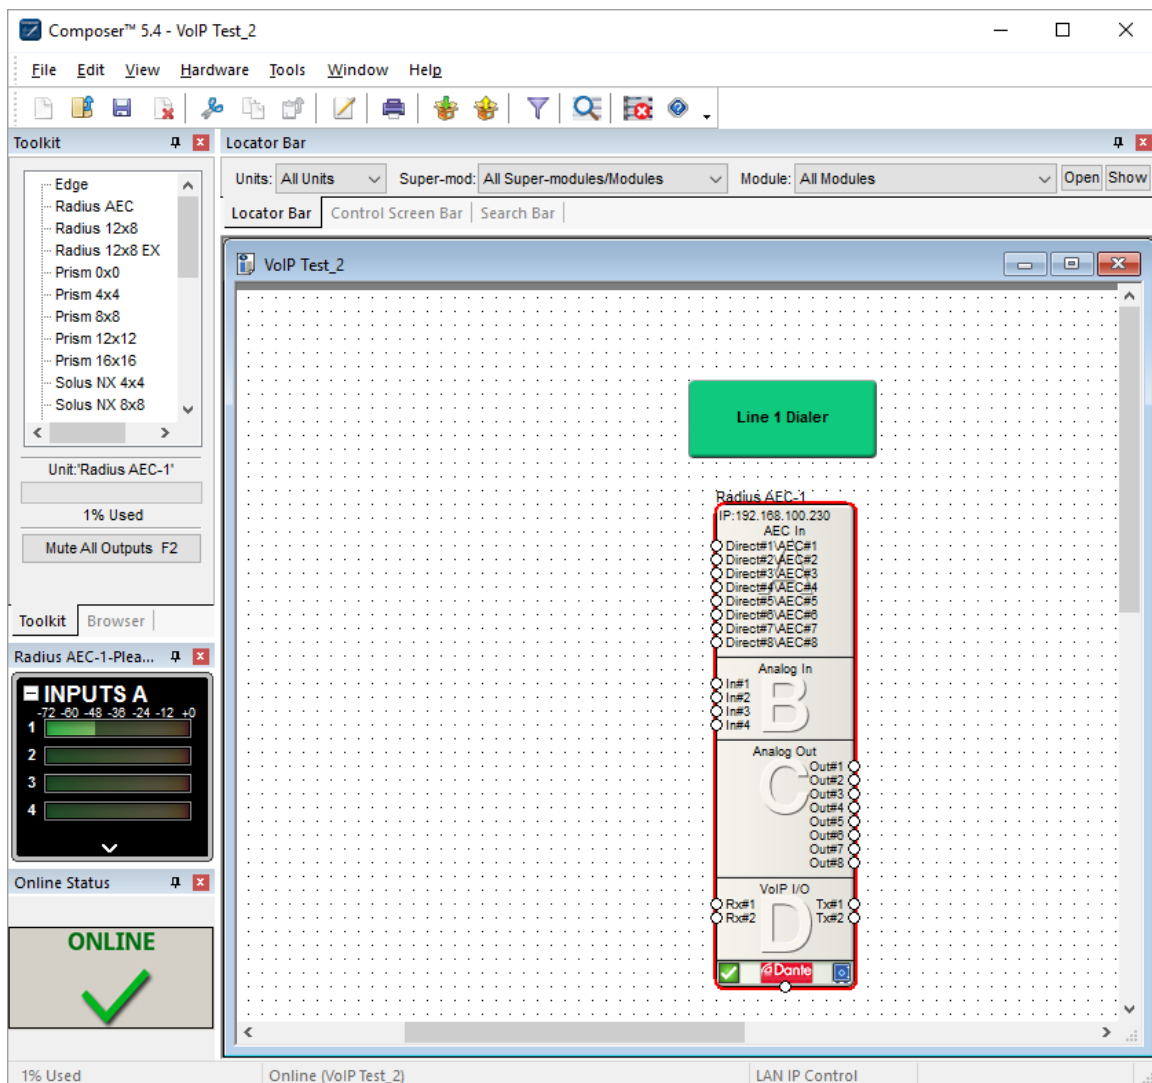 Composer™ 5.4 - VoIP Test_2
File Edit View Hardware Tools Window Help
Toolkit
Edge
Radius AEC
Radius 12x8
Radius 12x8 EX
Prism 0x0
Prism 4x4
Prism 8x8
Prism 12x12
Prism 16x16
Solus NX 4x4
Solus NX 8x8
Unit:'Radius AEC-1'
1% Used
Mute All Outputs F2
Toolkit Browser
Radius AEC-1-Plea...
INPUTS A
-72 -60 -48 -36 -24 -12 +0
1
2
3
4
Online Status
ONLINE
Locator Bar
Units: All Units Super-mod: All Super-modules/Modules Module: All Modules Open Show
Locator Bar Control Screen Bar Search Bar
VoIP Test_2
Line 1 Dialer
Radius AEC-1
IP:192.168.100.230
AEC In
A
Direct#1\AEC#1
Direct#2\AEC#2
Direct#3\AEC#3
Direct#4\AEC#4
Direct#5\AEC#5
Direct#6\AEC#6
Direct#7\AEC#7
Direct#8\AEC#8
Analog In
B
In#1
In#2
In#3
In#4
Analog Out
C
Out#1
Out#2
Out#3
Out#4
Out#5
Out#6
Out#7
Out#8
VoIP I/O
D
Rx#1 Tx#1
Rx#2 Tx#2
Dante
1% Used Online (VoIP Test_2) LAN IP Control